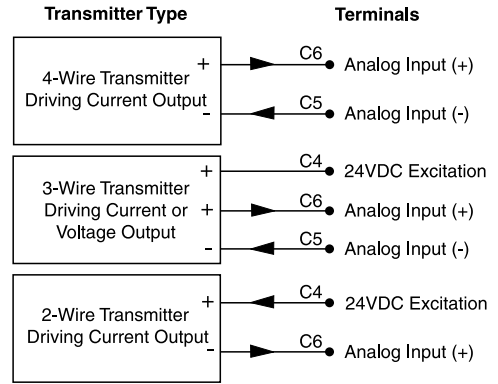 Transmitter Type Terminals
4-Wire Transmitter
Driving Current Output
+ C6 Analog Input (+)
- C5 Analog Input (-)
3-Wire Transmitter
Driving Current or
Voltage Output
+ C4 24VDC Excitation
+ C6 Analog Input (+)
- C5 Analog Input (-)
2-Wire Transmitter
Driving Current Output
+ C4 24VDC Excitation
- C6 Analog Input (+)